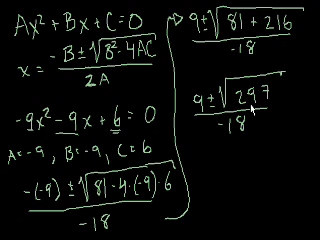 Ax² + Bx + C = 0
x = (-B ± √(B² - 4AC)) / 2A
-9x² - 9x + 6 = 0
A = -9, B = -9, C = 6
(-(-9) ± √(81 - 4·(-9)·6)) / -18
(9 ± √(81 + 216)) / -18
(9 ± √297) / -18